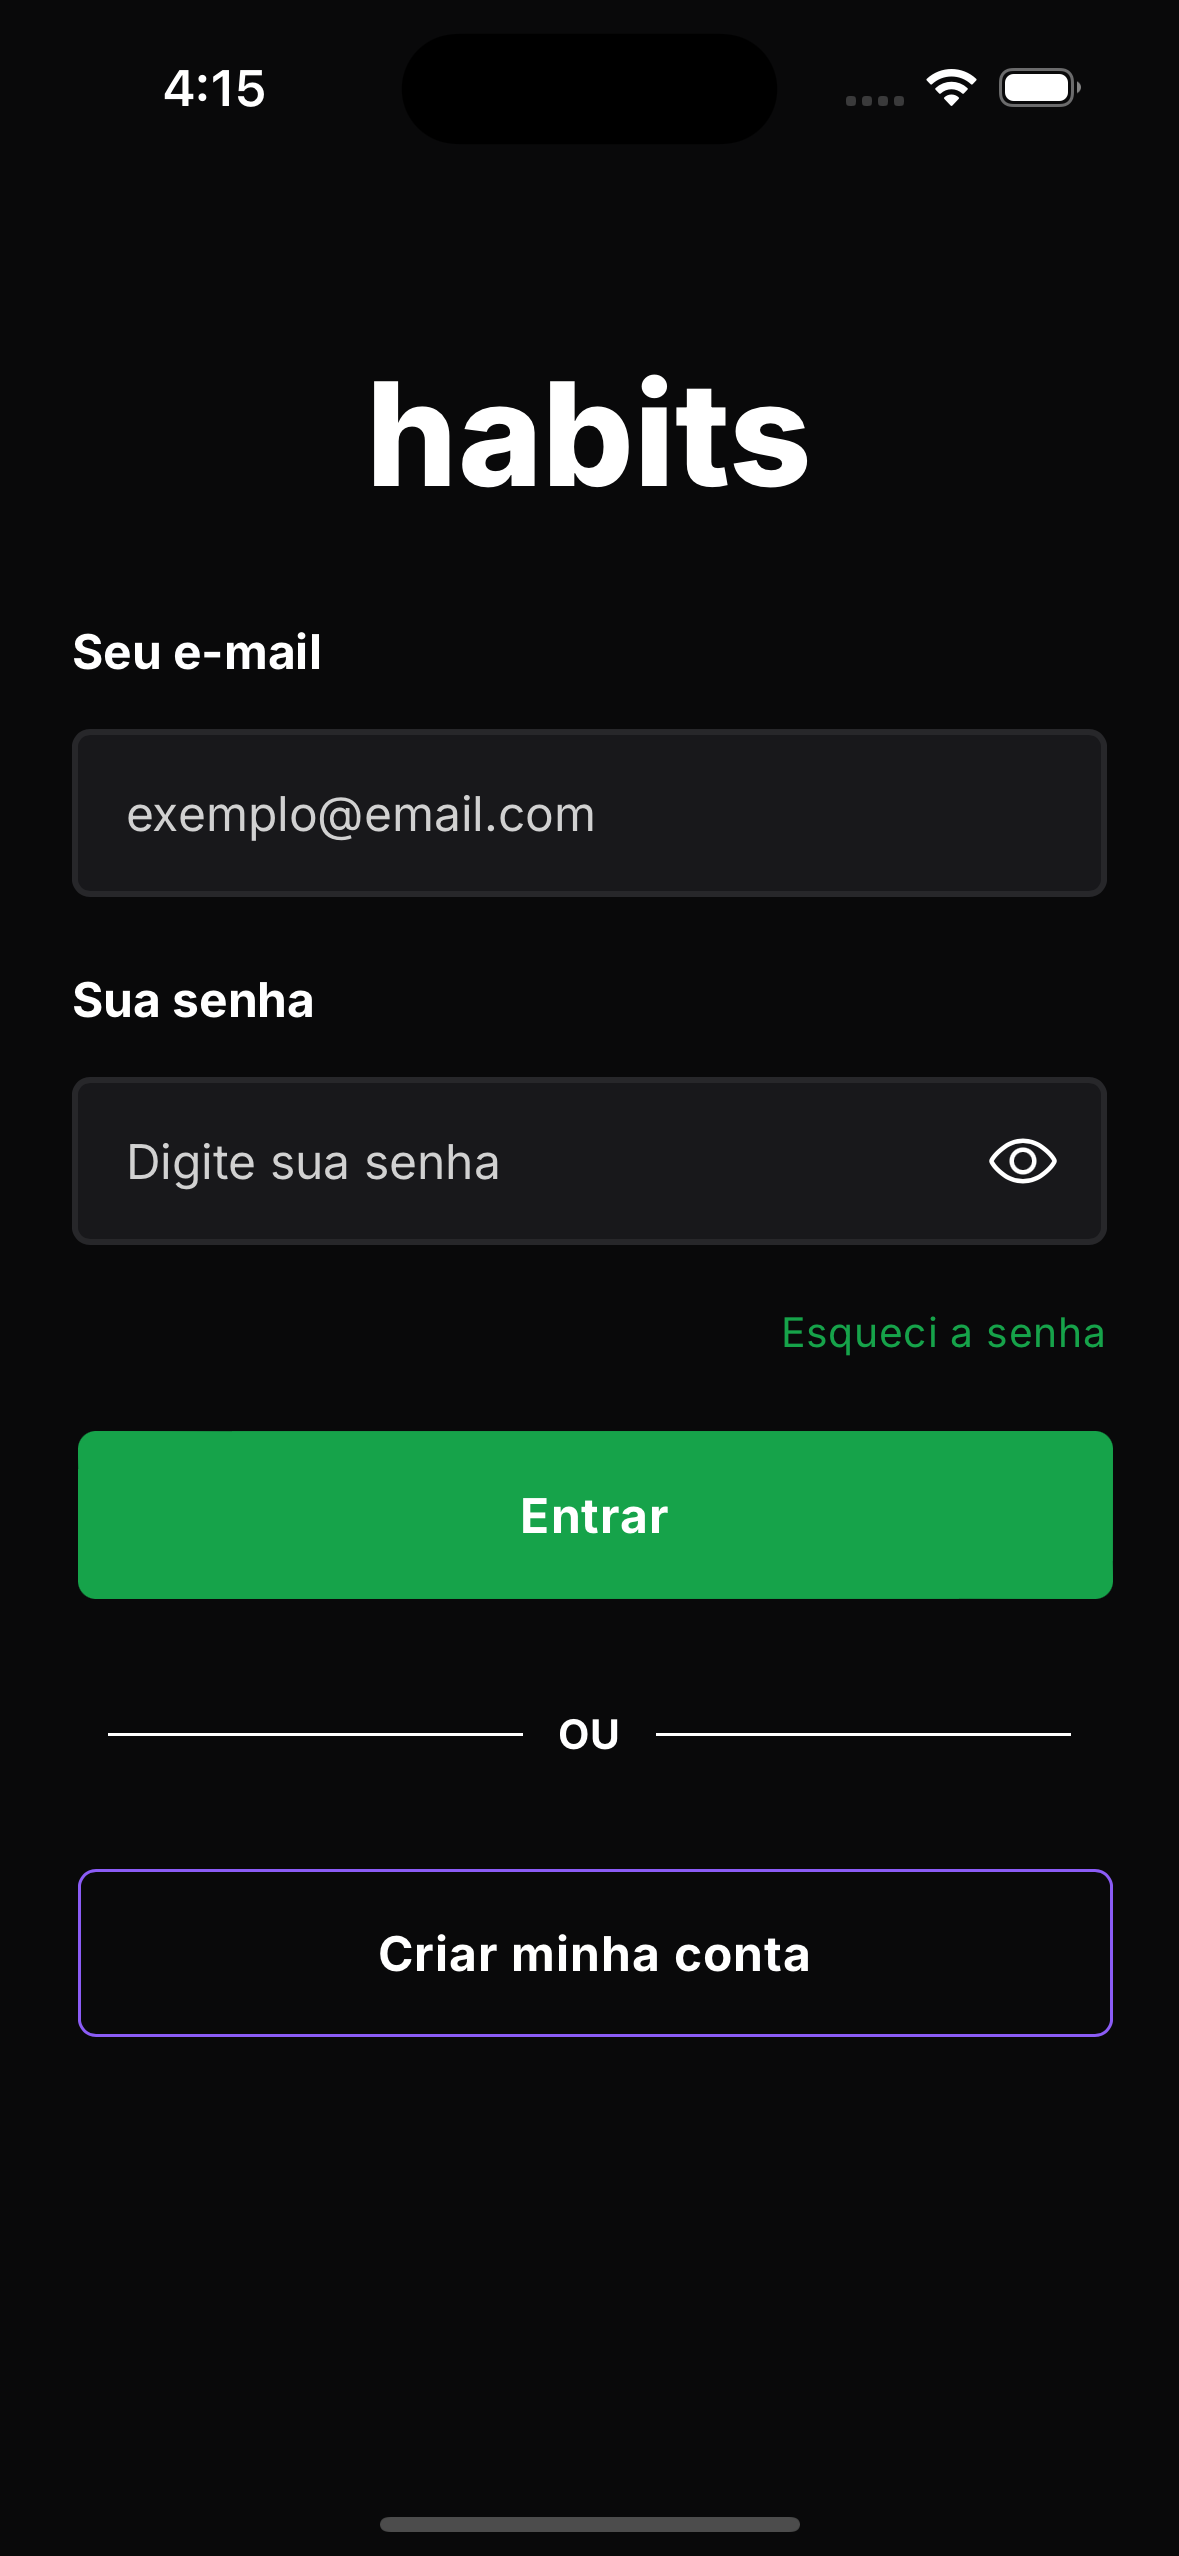 4:15
habits
Seu e-mail
exemplo@email.com
Sua senha
Digite sua senha
Esqueci a senha
Entrar
OU
Criar minha conta